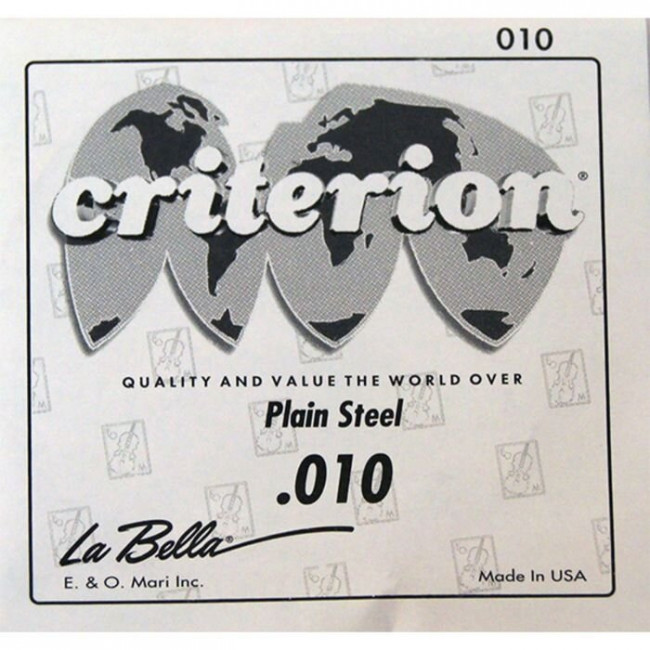 010
criterion®
QUALITY AND VALUE THE WORLD OVER
Plain Steel
.010
La Bella®
E. & O. Mari Inc.
Made In USA